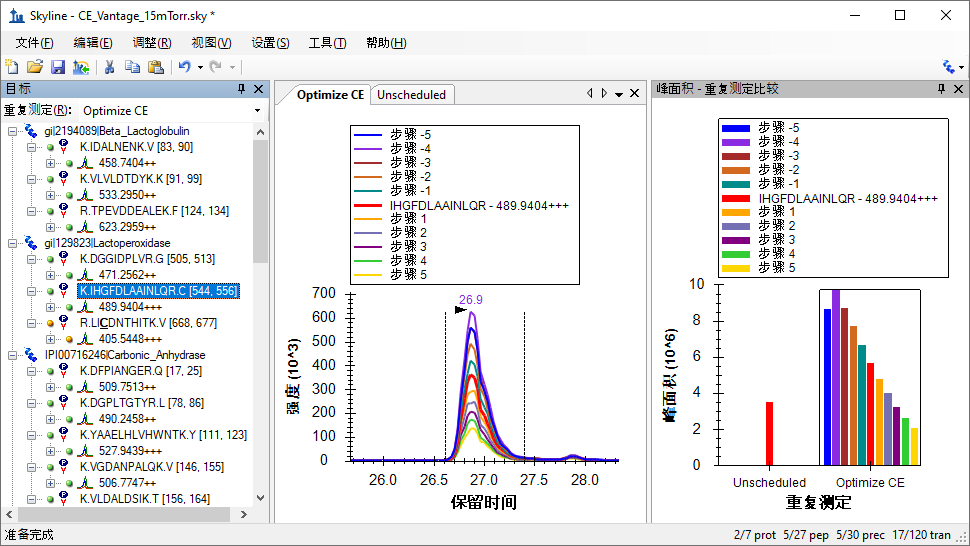 Skyline - CE_Vantage_15mTorr.sky *
文件(F) 编辑(E) 调整(R) 视图(V) 设置(S) 工具(T) 帮助(H)
目标
重复测定(R): Optimize CE
gi|2194089|Beta_Lactoglobulin
K.IDALNENK.V [83, 90]
458.7404++
K.VLVLDTDYK.K [91, 99]
533.2950++
R.TPEVDDEALEK.F [124, 134]
623.2959++
gi|129823|Lactoperoxidase
K.DGGIDPLVR.G [505, 513]
471.2562++
K.IHGFDLAAINLQR.C [544, 556]
489.9404+++
R.LICDNTHITK.V [668, 677]
405.5448+++
IPI00716246|Carbonic_Anhydrase
K.DFPIANGER.Q [17, 25]
509.7513++
K.DGPLTGTYR.L [78, 86]
490.2458++
K.YAAELHLVHWNTK.Y [111, 123]
527.9439+++
K.VGDANPALQK.V [146, 155]
506.7747++
K.VLDALDSIK.T [156, 164]
Optimize CE Unscheduled
步骤 -5
步骤 -4
步骤 -3
步骤 -2
步骤 -1
IHGFDLAAINLQR - 489.9404+++
步骤 1
步骤 2
步骤 3
步骤 4
步骤 5
26.9
强度 (10^3)
700
600
500
400
300
200
100
0
26.0 26.5 27.0 27.5 28.0
保留时间
峰面积 - 重复测定比较
步骤 -5
步骤 -4
步骤 -3
步骤 -2
步骤 -1
IHGFDLAAINLQR - 489.9404+++
步骤 1
步骤 2
步骤 3
步骤 4
步骤 5
峰面积 (10^6)
10
8
6
4
2
0
Unscheduled Optimize CE
重复测定
准备完成
2/7 prot 5/27 pep 5/30 prec 17/120 tran